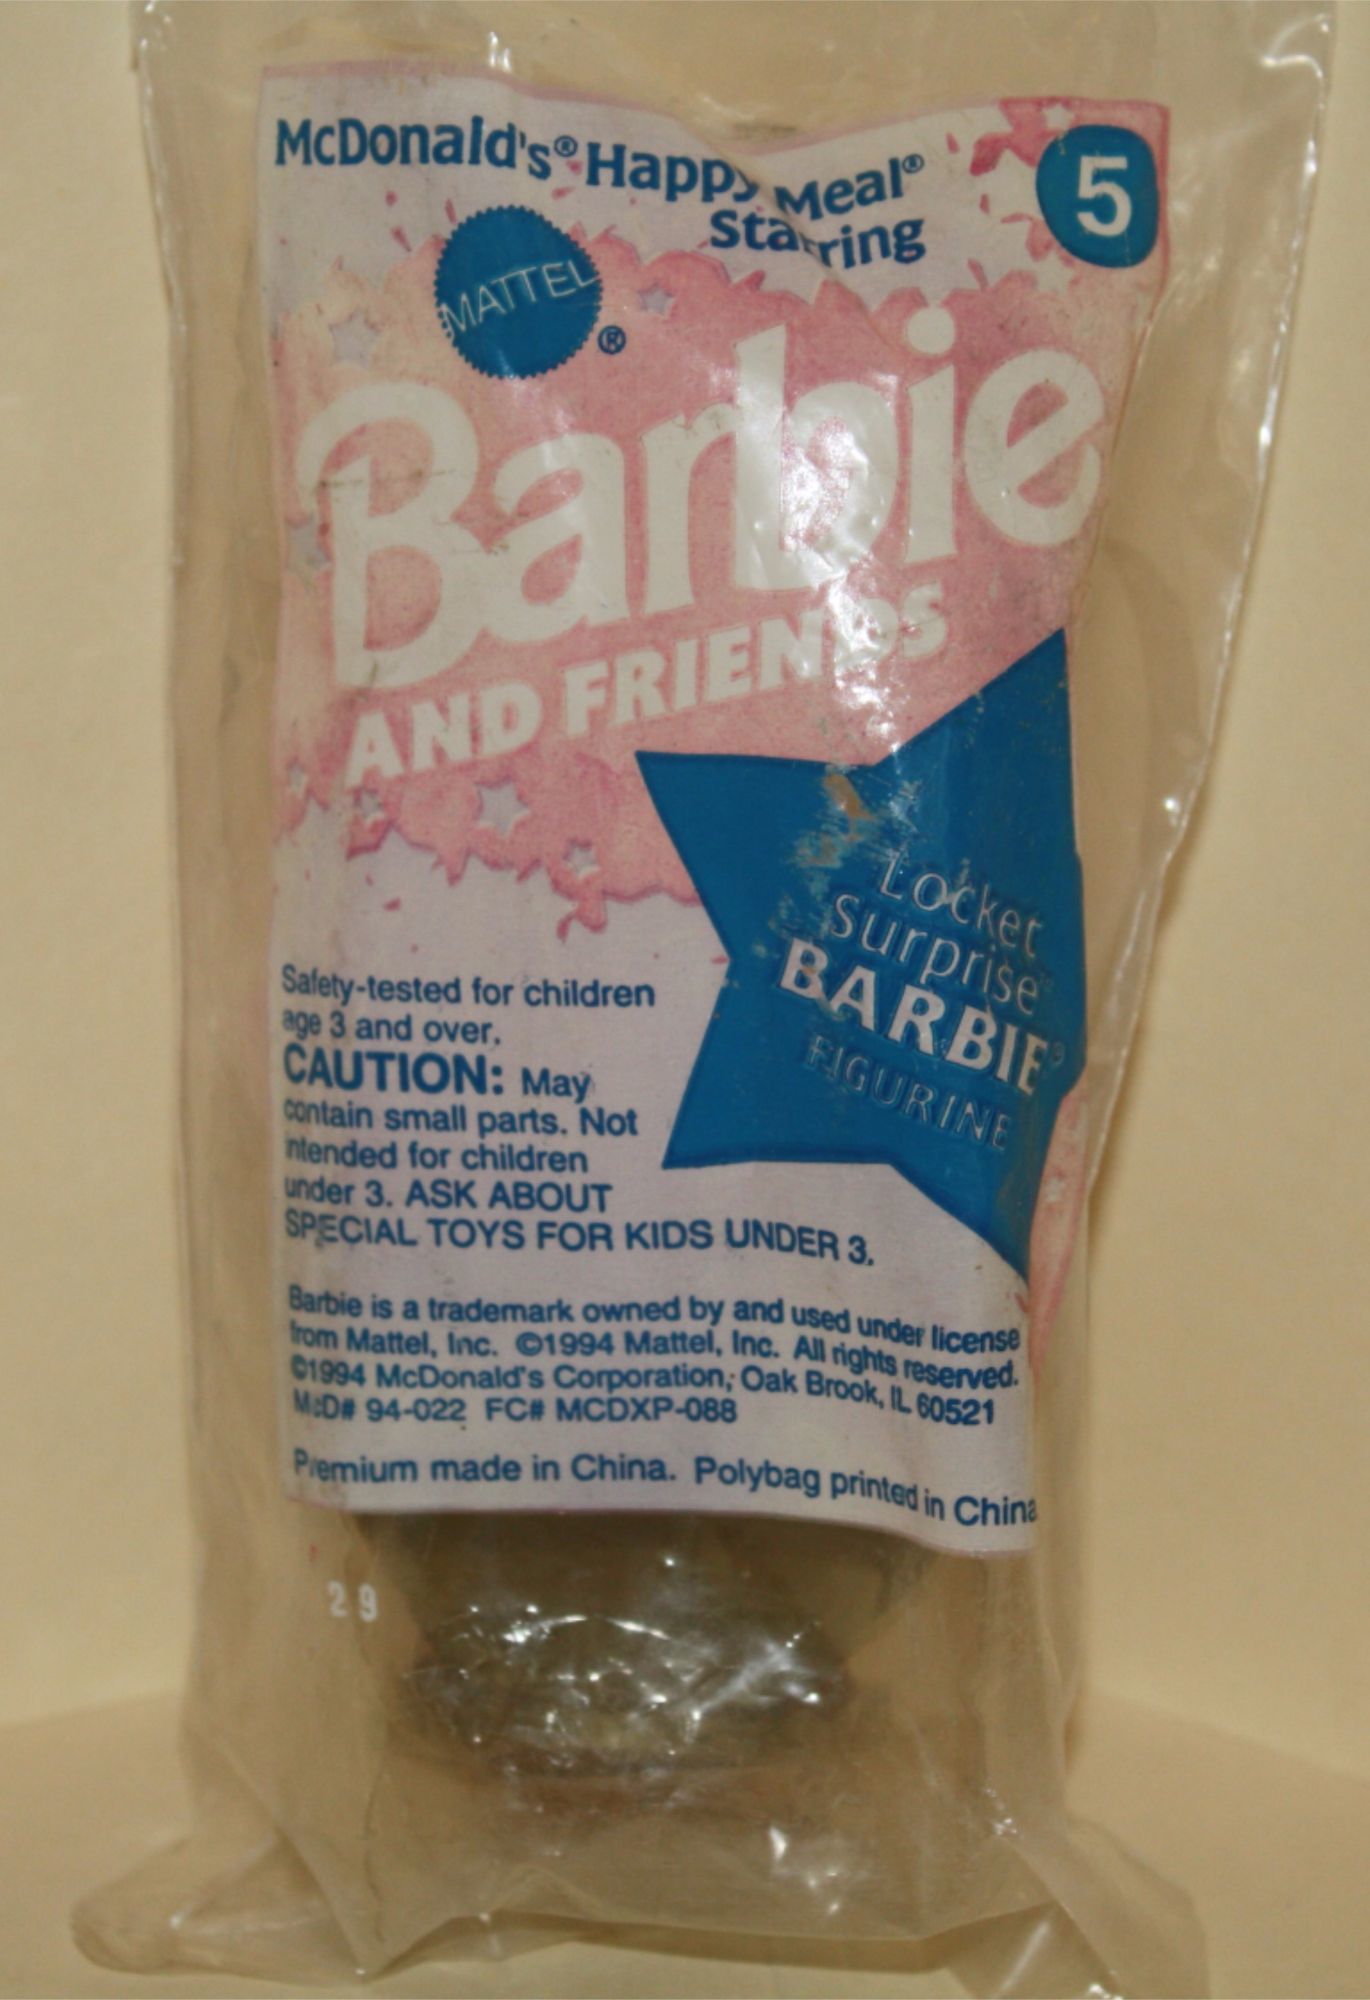 McDonald's® Happy Meal®
Starring
5
MATTEL
®
Barbie
AND FRIENDS
Locket
Surprise™
BARBIE®
FIGURINE
Safety-tested for children
age 3 and over.
CAUTION: May
contain small parts. Not
intended for children
under 3. ASK ABOUT
SPECIAL TOYS FOR KIDS UNDER 3.
Barbie is a trademark owned by and used under license
from Mattel, Inc. ©1994 Mattel, Inc. All rights reserved.
©1994 McDonald's Corporation, Oak Brook, IL 60521
McD# 94-022 FC# MCDXP-088
Premium made in China. Polybag printed in China
2 9